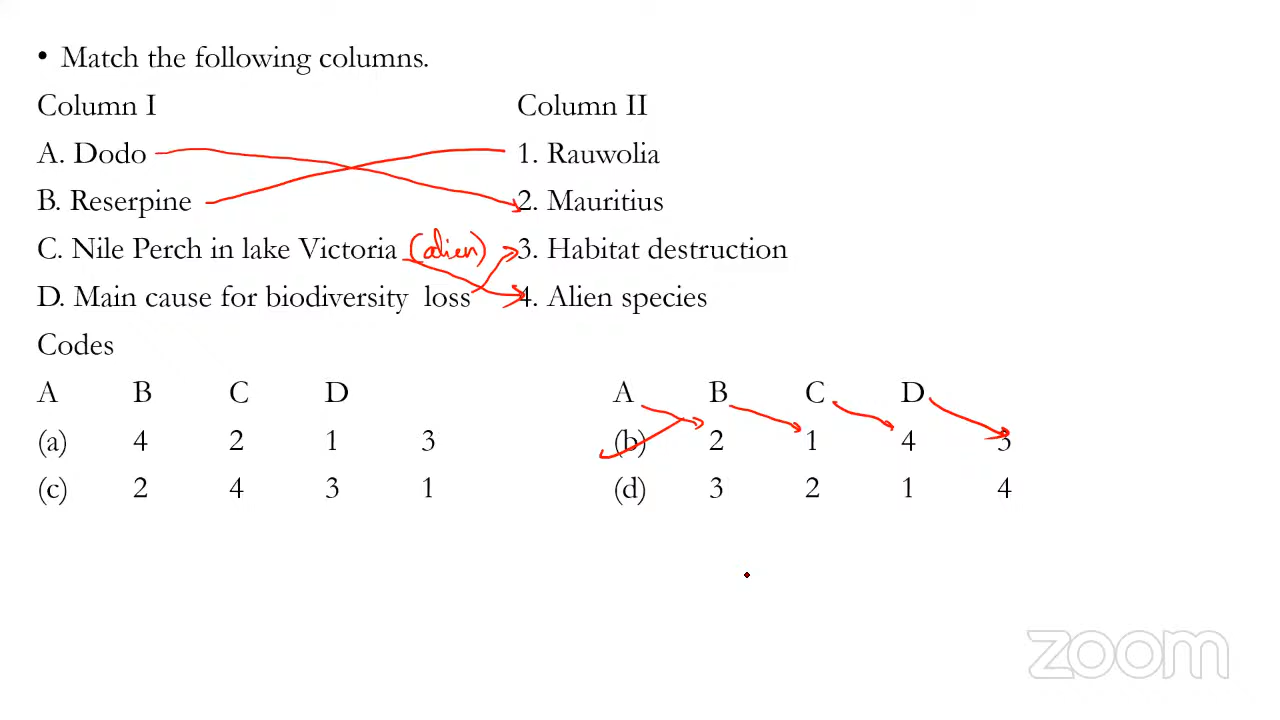 • Match the following columns.
Column I Column II
A. Dodo 1. Rauwolia
B. Reserpine 2. Mauritius
C. Nile Perch in lake Victoria (alien) 3. Habitat destruction
D. Main cause for biodiversity loss 4. Alien species
Codes
A B C D A B C D
(a) 4 2 1 3 (b) 2 1 4 3
(c) 2 4 3 1 (d) 3 2 1 4
zoom